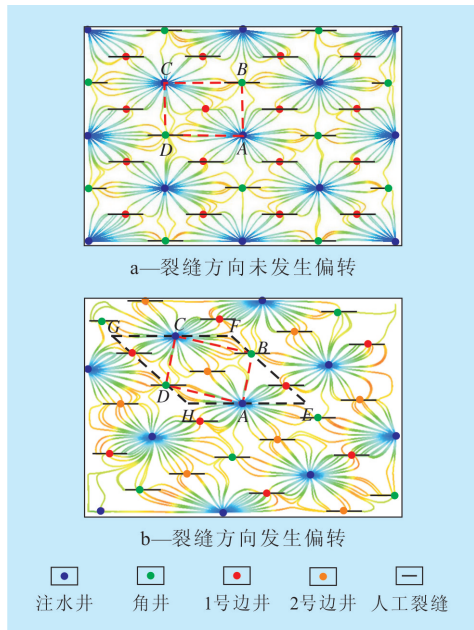 C B
D A
a—裂缝方向未发生偏转
G C F
B
D
H A E
b—裂缝方向发生偏转
注水井 角井 1号边井 2号边井 人工裂缝